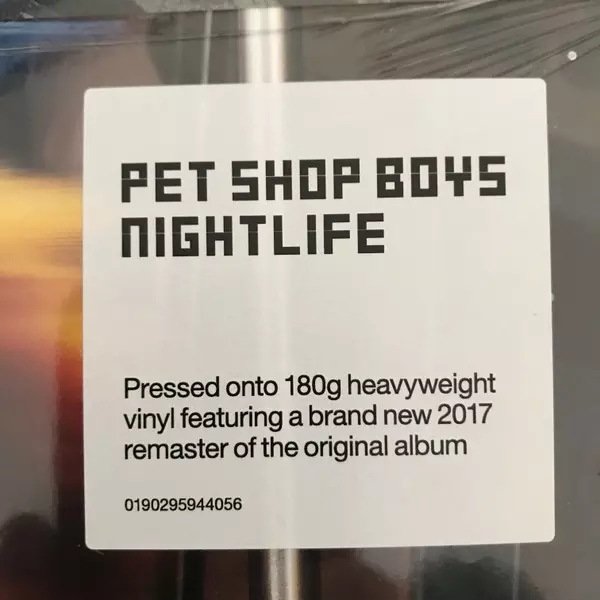 PET SHOP BOYS
NIGHTLIFE
Pressed onto 180g heavyweight
vinyl featuring a brand new 2017
remaster of the original album
0190295944056